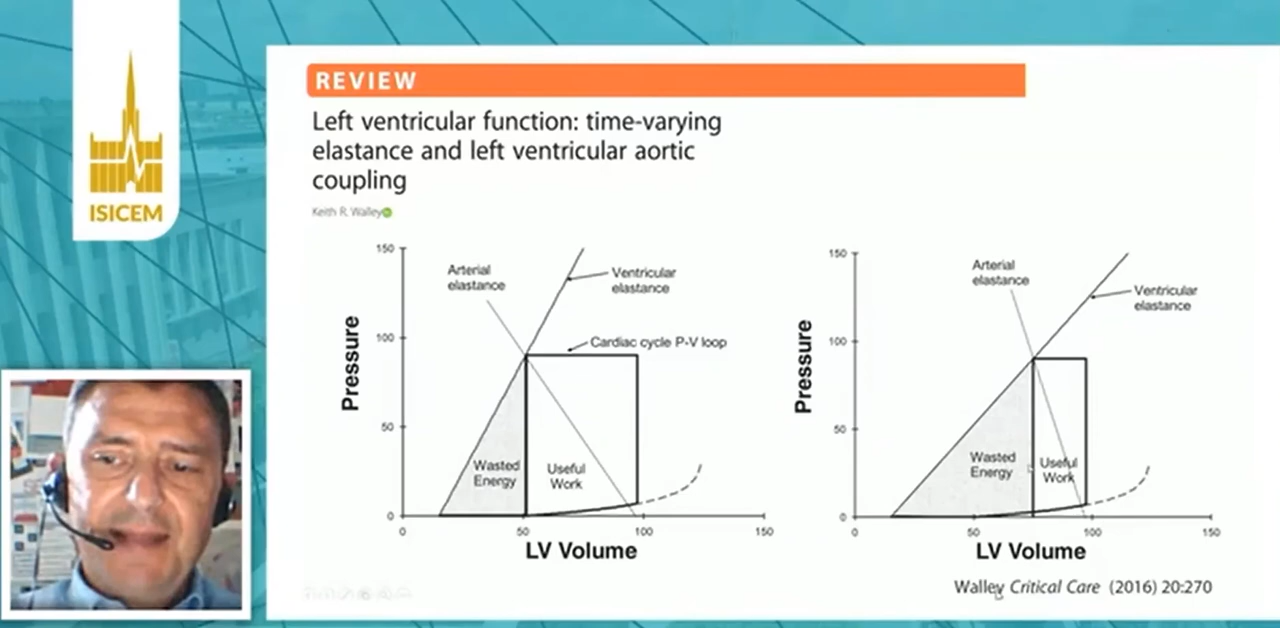 ISICEM
REVIEW
Left ventricular function: time-varying
elastance and left ventricular aortic
coupling
Keith R. Walley
150
100
50
0
0
50
100
150
Pressure
LV Volume
Arterial
elastance
Ventricular
elastance
Cardiac cycle P-V loop
Wasted
Energy
Useful
Work
150
100
50
0
0
50
100
150
Pressure
LV Volume
Arterial
elastance
Ventricular
elastance
Wasted
Energy
Useful
Work
Walley Critical Care (2016) 20:270